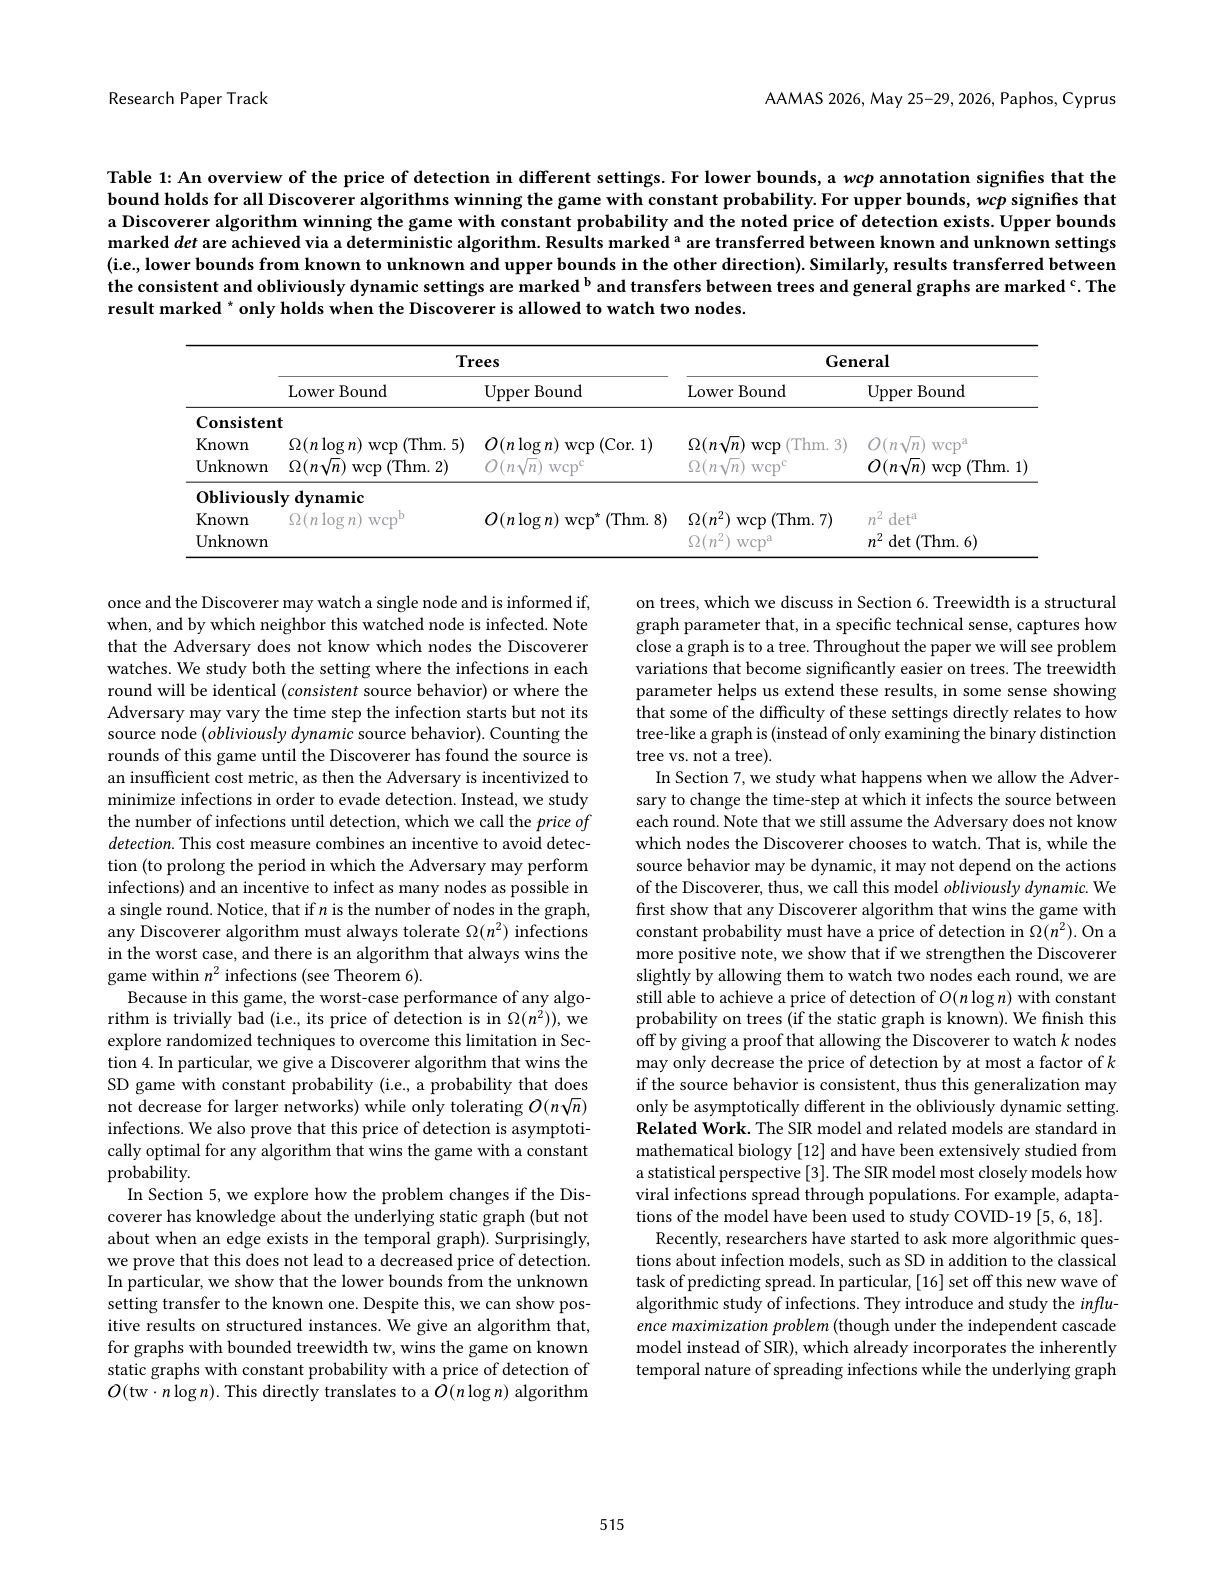 Research Paper Track
AAMAS 2026, May 25–29, 2026, Paphos, Cyprus
Table 1: An overview of the price of detection in different settings. For lower bounds, a wcp annotation signifies that the
bound holds for all Discoverer algorithms winning the game with constant probability. For upper bounds, wcp signifies that
a Discoverer algorithm winning the game with constant probability and the noted price of detection exists. Upper bounds
marked det are achieved via a deterministic algorithm. Results marked ᵃ are transferred between known and unknown settings
(i.e., lower bounds from known to unknown and upper bounds in the other direction). Similarly, results transferred between
the consistent and obliviously dynamic settings are marked ᵇ and transfers between trees and general graphs are marked ᶜ. The
result marked * only holds when the Discoverer is allowed to watch two nodes.
Trees General
Lower Bound Upper Bound Lower Bound Upper Bound
Consistent
Known Ω(n log n) wcp (Thm. 5) O(n log n) wcp (Cor. 1) Ω(n√n) wcp (Thm. 3) O(n√n) wcpᵃ
Unknown Ω(n√n) wcp (Thm. 2) O(n√n) wcpᶜ Ω(n√n) wcpᶜ O(n√n) wcp (Thm. 1)
Obliviously dynamic
Known Ω(n log n) wcpᵇ O(n log n) wcp* (Thm. 8) Ω(n²) wcp (Thm. 7) n² detᵃ
Unknown Ω(n²) wcpᵃ n² det (Thm. 6)
once and the Discoverer may watch a single node and is informed if,
when, and by which neighbor this watched node is infected. Note
that the Adversary does not know which nodes the Discoverer
watches. We study both the setting where the infections in each
round will be identical (consistent source behavior) or where the
Adversary may vary the time step the infection starts but not its
source node (obliviously dynamic source behavior). Counting the
rounds of this game until the Discoverer has found the source is
an insufficient cost metric, as then the Adversary is incentivized to
minimize infections in order to evade detection. Instead, we study
the number of infections until detection, which we call the price of
detection. This cost measure combines an incentive to avoid detec-
tion (to prolong the period in which the Adversary may perform
infections) and an incentive to infect as many nodes as possible in
a single round. Notice, that if n is the number of nodes in the graph,
any Discoverer algorithm must always tolerate Ω(n²) infections
in the worst case, and there is an algorithm that always wins the
game within n² infections (see Theorem 6).
Because in this game, the worst-case performance of any algo-
rithm is trivially bad (i.e., its price of detection is in Ω(n²)), we
explore randomized techniques to overcome this limitation in Sec-
tion 4. In particular, we give a Discoverer algorithm that wins the
SD game with constant probability (i.e., a probability that does
not decrease for larger networks) while only tolerating O(n√n)
infections. We also prove that this price of detection is asymptoti-
cally optimal for any algorithm that wins the game with a constant
probability.
In Section 5, we explore how the problem changes if the Dis-
coverer has knowledge about the underlying static graph (but not
about when an edge exists in the temporal graph). Surprisingly,
we prove that this does not lead to a decreased price of detection.
In particular, we show that the lower bounds from the unknown
setting transfer to the known one. Despite this, we can show pos-
itive results on structured instances. We give an algorithm that,
for graphs with bounded treewidth tw, wins the game on known
static graphs with constant probability with a price of detection of
O(tw · n log n). This directly translates to a O(n log n) algorithm
on trees, which we discuss in Section 6. Treewidth is a structural
graph parameter that, in a specific technical sense, captures how
close a graph is to a tree. Throughout the paper we will see problem
variations that become significantly easier on trees. The treewidth
parameter helps us extend these results, in some sense showing
that some of the difficulty of these settings directly relates to how
tree-like a graph is (instead of only examining the binary distinction
tree vs. not a tree).
In Section 7, we study what happens when we allow the Adver-
sary to change the time-step at which it infects the source between
each round. Note that we still assume the Adversary does not know
which nodes the Discoverer chooses to watch. That is, while the
source behavior may be dynamic, it may not depend on the actions
of the Discoverer, thus, we call this model obliviously dynamic. We
first show that any Discoverer algorithm that wins the game with
constant probability must have a price of detection in Ω(n²). On a
more positive note, we show that if we strengthen the Discoverer
slightly by allowing them to watch two nodes each round, we are
still able to achieve a price of detection of O(n log n) with constant
probability on trees (if the static graph is known). We finish this
off by giving a proof that allowing the Discoverer to watch k nodes
may only decrease the price of detection by at most a factor of k
if the source behavior is consistent, thus this generalization may
only be asymptotically different in the obliviously dynamic setting.
Related Work. The SIR model and related models are standard in
mathematical biology [12] and have been extensively studied from
a statistical perspective [3]. The SIR model most closely models how
viral infections spread through populations. For example, adapta-
tions of the model have been used to study COVID-19 [5, 6, 18].
Recently, researchers have started to ask more algorithmic ques-
tions about infection models, such as SD in addition to the classical
task of predicting spread. In particular, [16] set off this new wave of
algorithmic study of infections. They introduce and study the influ-
ence maximization problem (though under the independent cascade
model instead of SIR), which already incorporates the inherently
temporal nature of spreading infections while the underlying graph
515